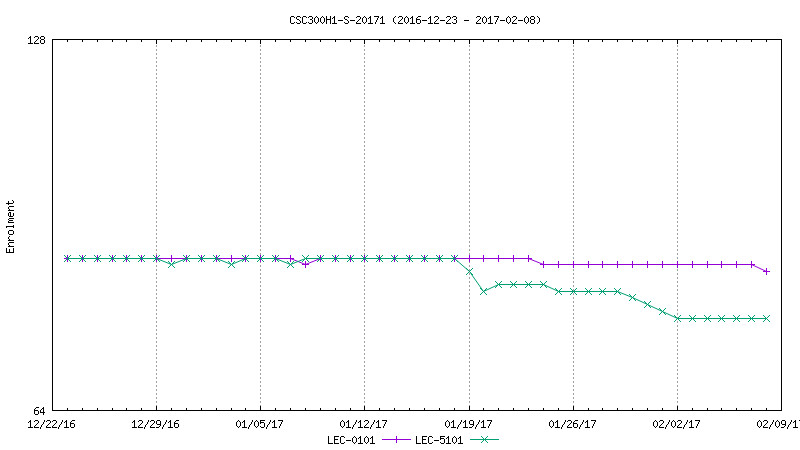 CSC300H1-S-20171 (2016-12-23 - 2017-02-08)
128
Enrolment
64
12/22/16 12/29/16 01/05/17 01/12/17 01/19/17 01/26/17 02/02/17 02/09/17
LEC-0101 LEC-5101